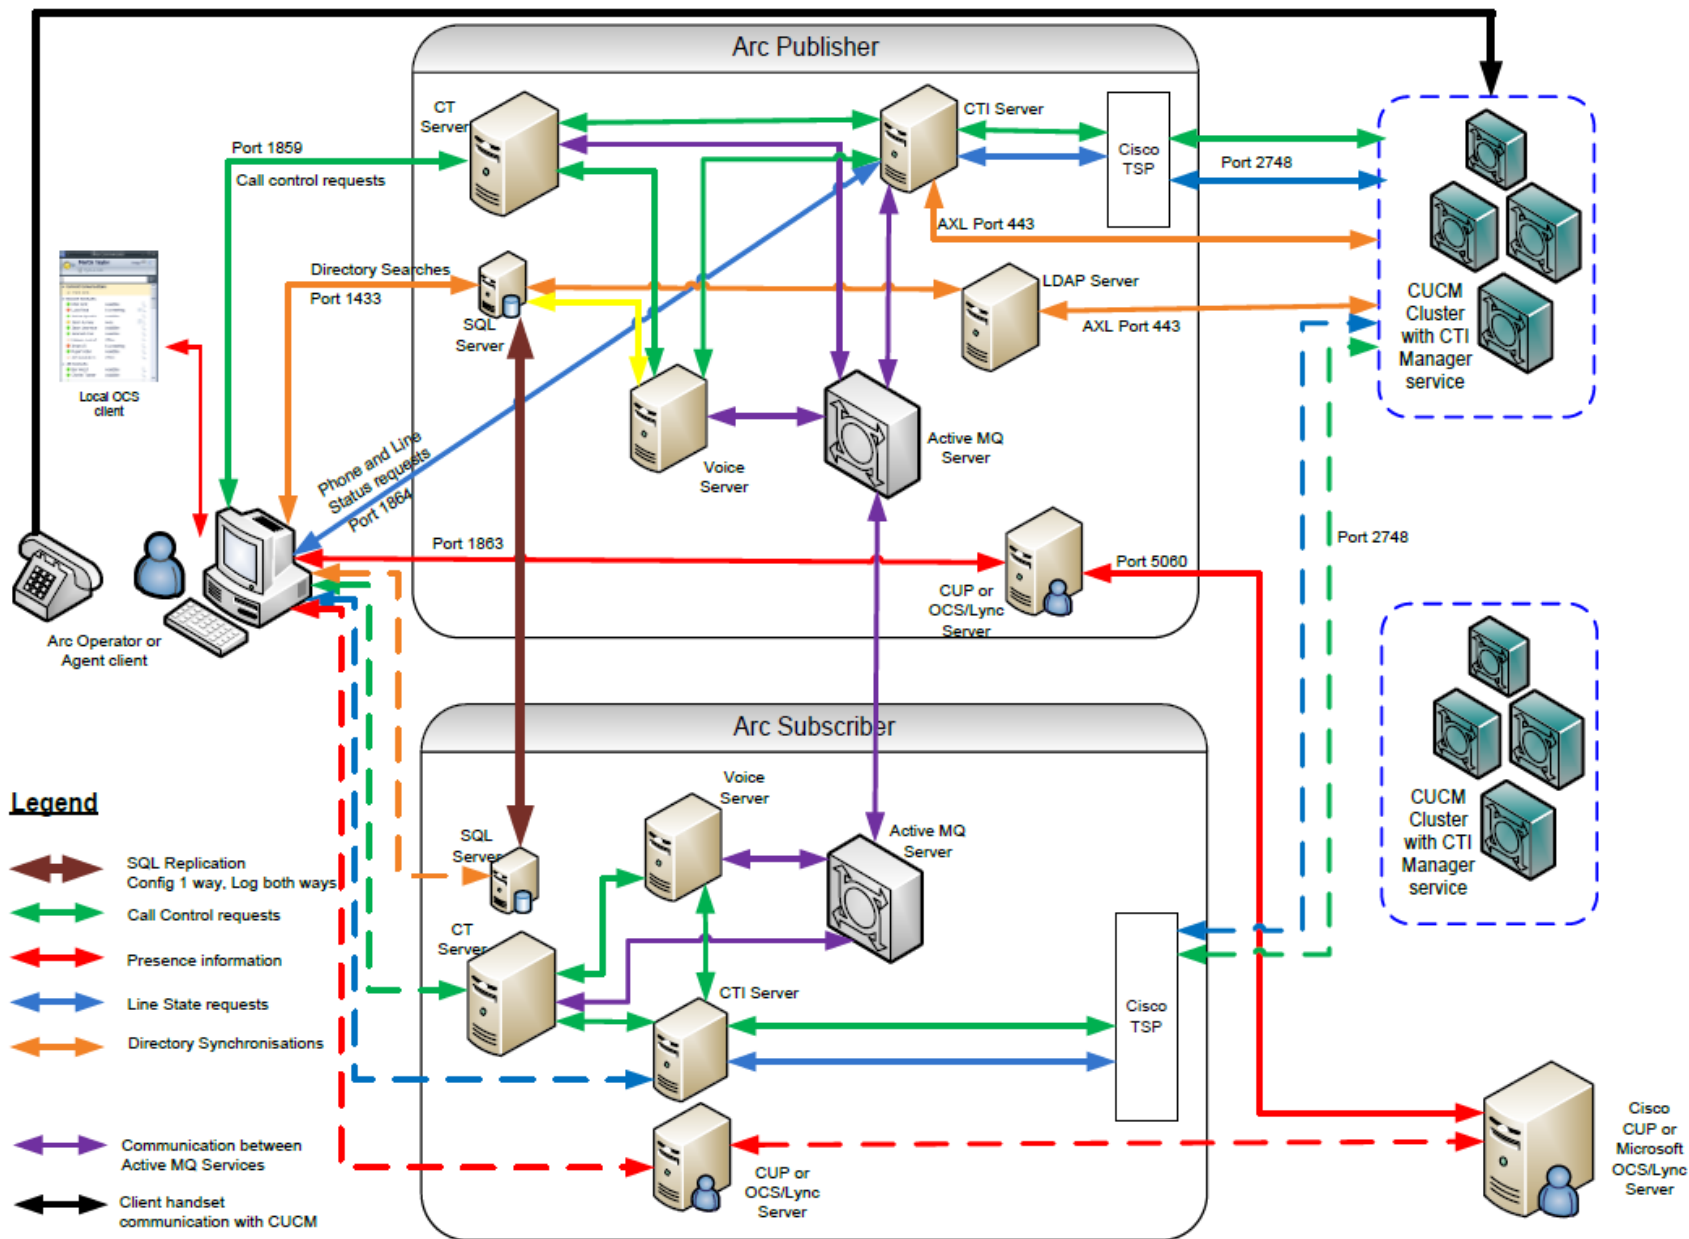 Arc Publisher
CT
Server
CTI Server
Cisco
TSP
Port 1859
Call control requests
Port 2748
AXL Port 443
Directory Searches
Port 1433
SQL
Server
LDAP Server
AXL Port 443
CUCM
Cluster
with CTI
Manager
service
Local OCS
client
Phone and Line
Status requests
Port 1864
Voice
Server
Active MQ
Server
Port 1863
Port 5060
Port 2748
CUP or
OCS/Lync
Server
Arc Operator or
Agent client
Arc Subscriber
Voice
Server
SQL
Server
Active MQ
Server
CUCM
Cluster
with CTI
Manager
service
CT
Server
CTI Server
Cisco
TSP
CUP or
OCS/Lync
Server
Cisco
CUP or
Microsoft
OCS/Lync
Server
Legend
SQL Replication
Config 1 way, Log both ways
Call Control requests
Presence information
Line State requests
Directory Synchronisations
Communication between
Active MQ Services
Client handset
communication with CUCM